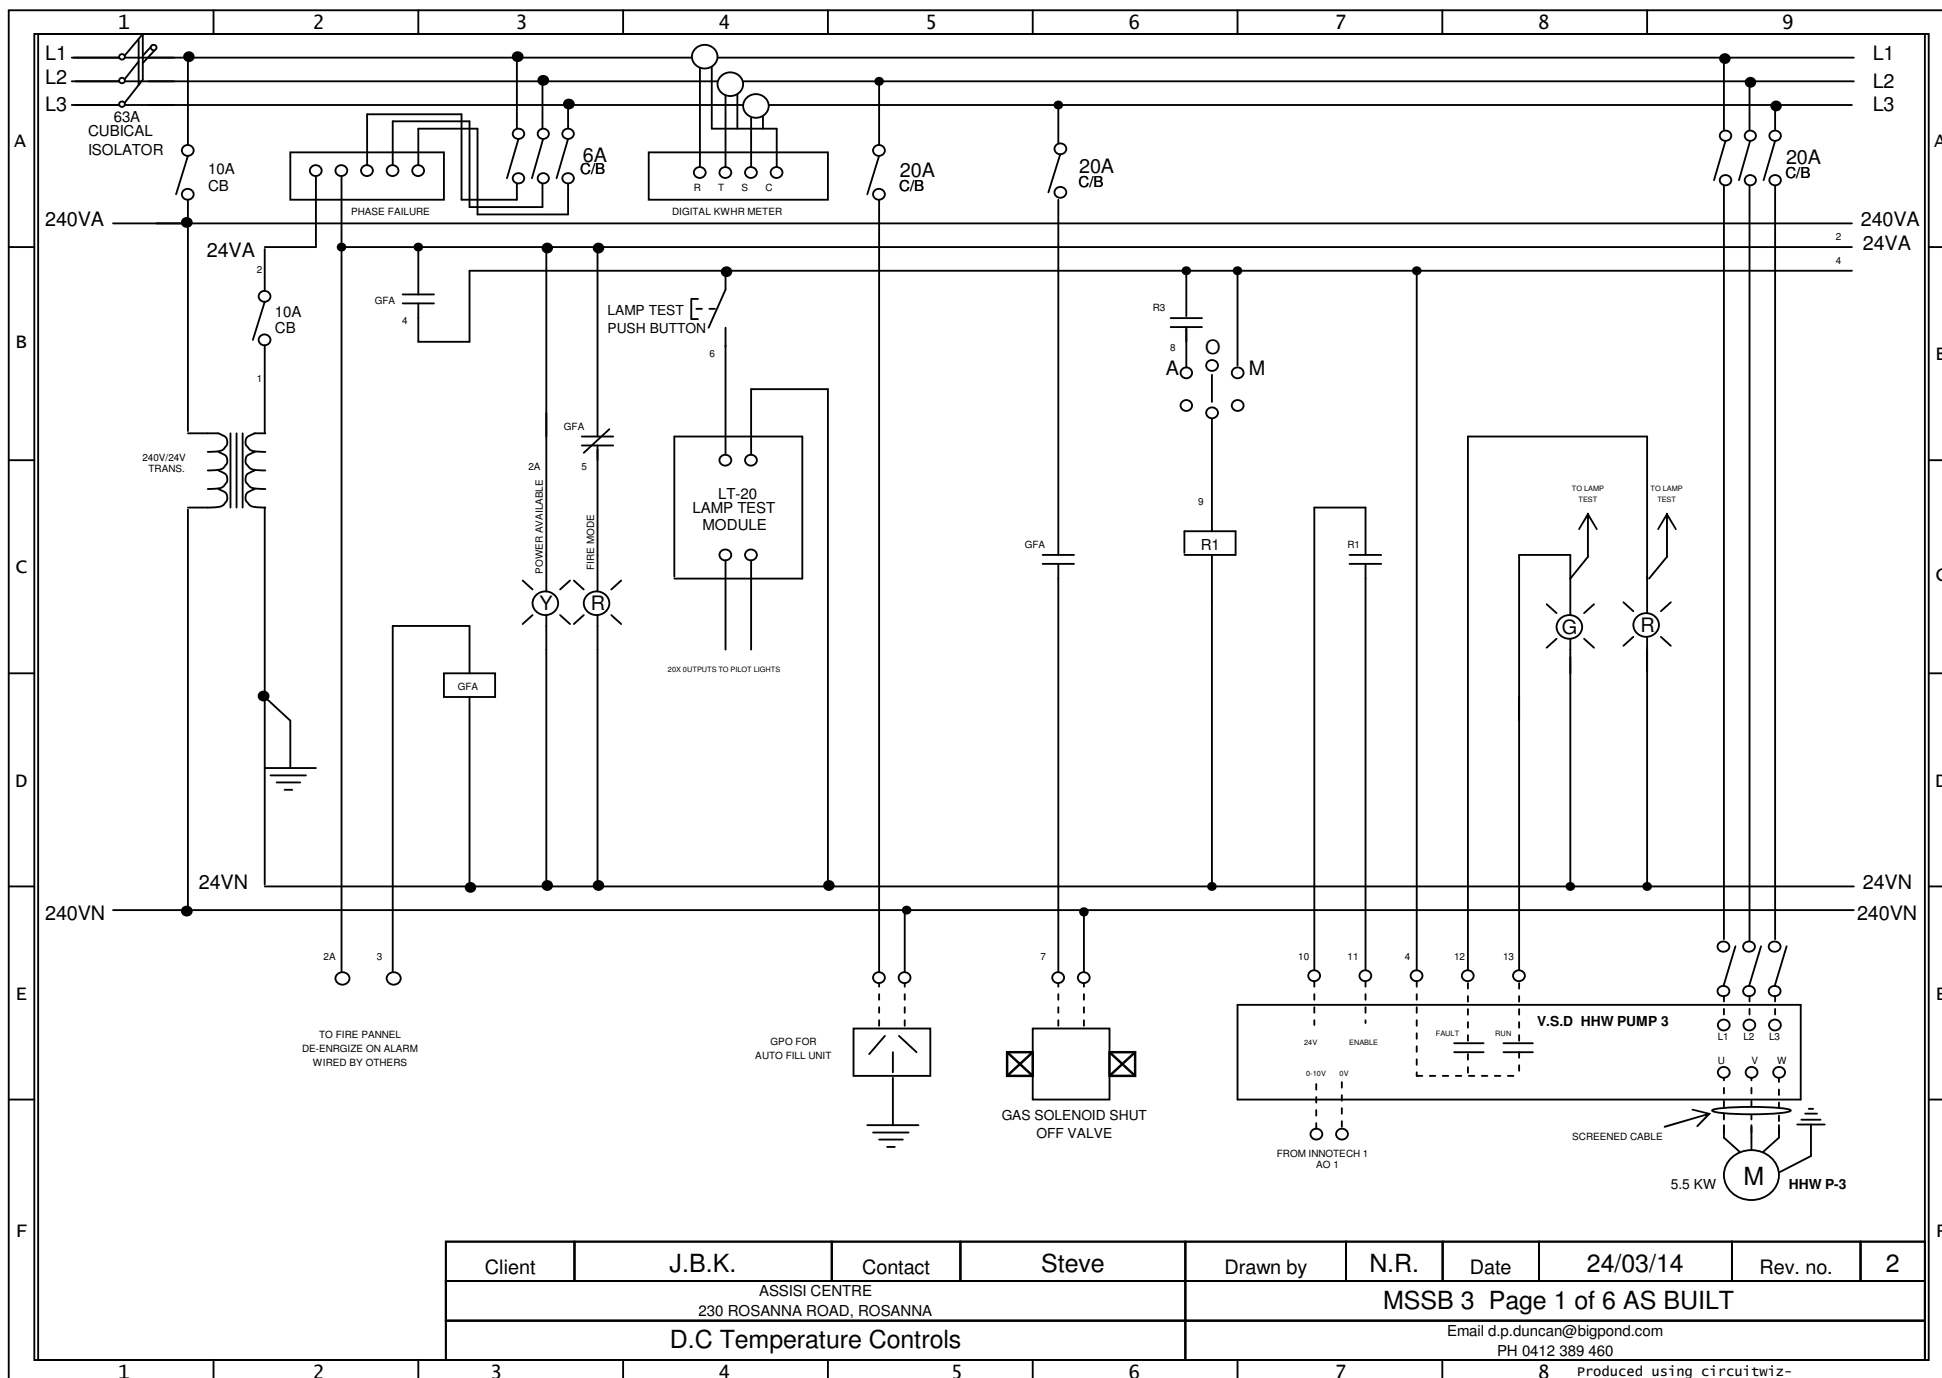 1 2 3 4 5 6 7 8 9
L1 L1
L2 L2
L3 L3
63A
CUBICAL
ISOLATOR
A
10A
CB
6A
C/B
R T S C
20A
C/B
20A
C/B
20A
C/B
A
PHASE FAILURE
DIGITAL KWHR METER
240VA 240VA
24VA 2 24VA
4
2
10A
CB
1
B
GFA
4
LAMP TEST
PUSH BUTTON
6
R3
8
O
A M
B
240V/24V
TRANS.
GFA
2A
5
POWER AVAILABLE
FIRE MODE
LT-20
LAMP TEST
MODULE
9
R1
R1
GFA
TO LAMP
TEST
TO LAMP
TEST
C
C
Y R
G R
20X OUTPUTS TO PILOT LIGHTS
GFA
D
D
24VN 24VN
240VN 240VN
2A 3
7
10 11 4 12 13
E
E
TO FIRE PANNEL
DE-ENRGIZE ON ALARM
WIRED BY OTHERS
GPO FOR
AUTO FILL UNIT
GAS SOLENOID SHUT
OFF VALVE
V.S.D HHW PUMP 3
24V ENABLE
FAULT RUN
0-10V 0V
L1 L2 L3
U V W
FROM INNOTECH 1
AO 1
SCREENED CABLE
5.5 KW M HHW P-3
F
F
Client J.B.K. Contact Steve Drawn by N.R. Date 24/03/14 Rev. no. 2
ASSISI CENTRE
230 ROSANNA ROAD, ROSANNA
MSSB 3 Page 1 of 6 AS BUILT
D.C Temperature Controls
Email d.p.duncan@bigpond.com
PH 0412 389 460
1 2 3 4 5 6 7 8
Produced using circuitwiz-